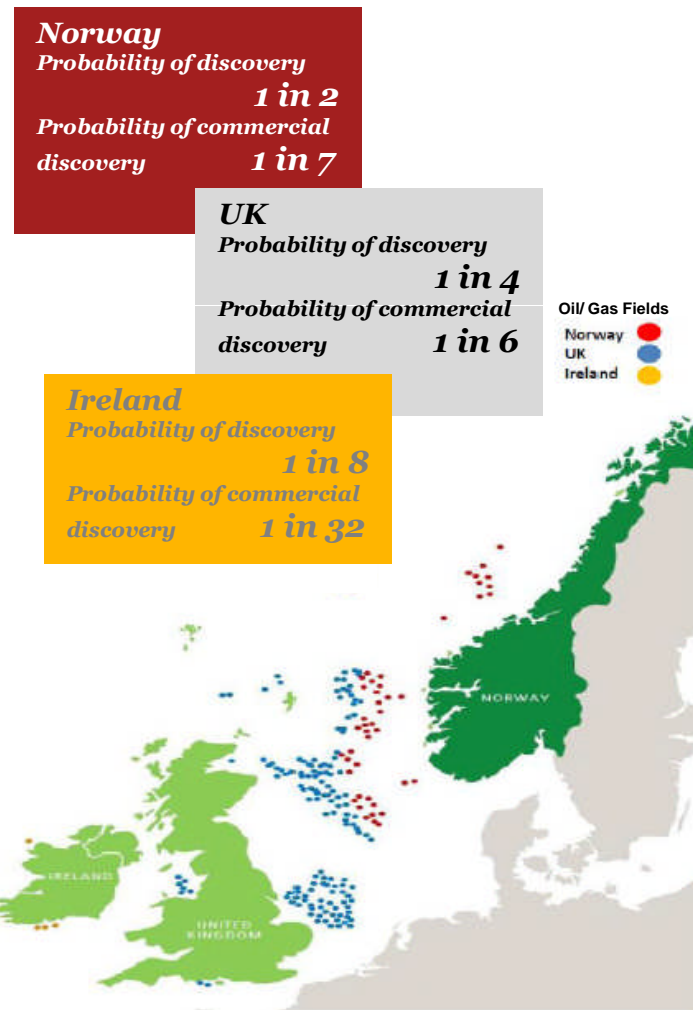 Norway
Probability of discovery
1 in 2
Probability of commercial
discovery 1 in 7
UK
Probability of discovery
1 in 4
Probability of commercial
discovery 1 in 6
Oil/ Gas Fields
Norway
UK
Ireland
Ireland
Probability of discovery
1 in 8
Probability of commercial
discovery 1 in 32
NORWAY
IRELAND
UNITED
KINGDOM